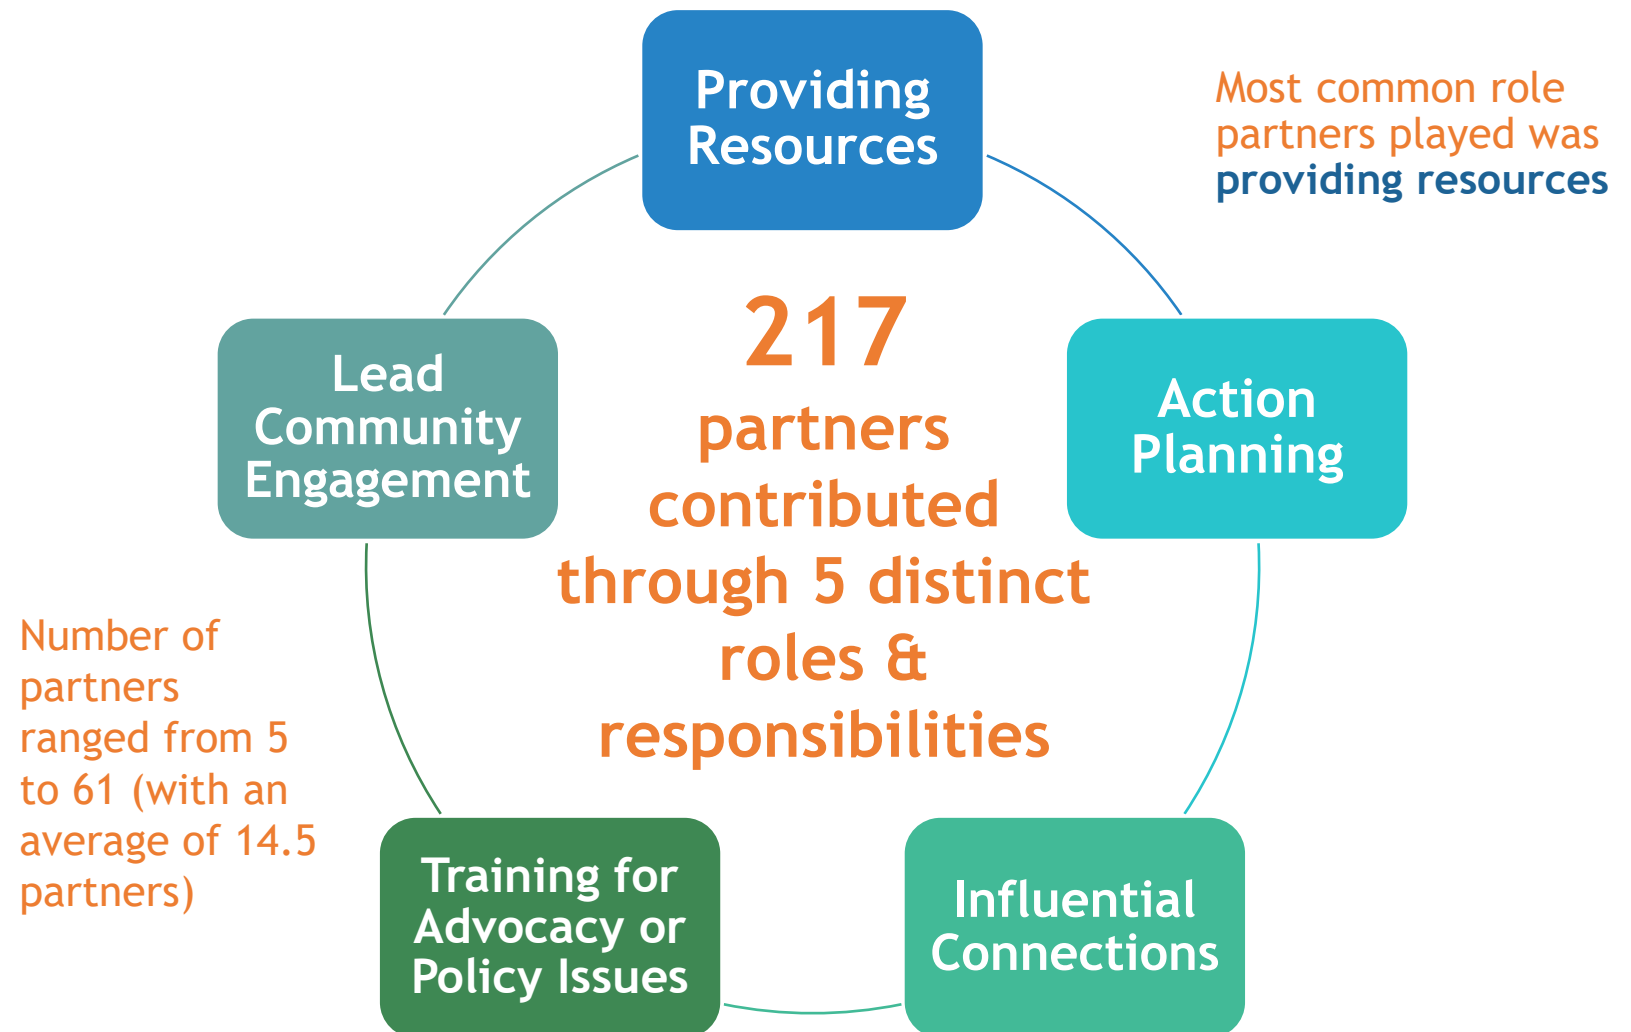 Providing
Resources
Most common role
partners played was
providing resources
Lead
Community
Engagement
217
partners
contributed
through 5 distinct
roles &
responsibilities
Action
Planning
Number of
partners
ranged from 5
to 61 (with an
average of 14.5
partners)
Training for
Advocacy or
Policy Issues
Influential
Connections